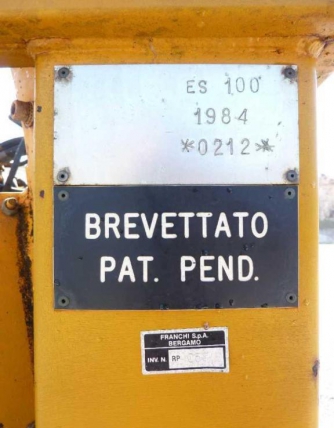 ES 100
1984
*0212*
BREVETTATO
PAT. PEND.
FRANCHI S.p.A.
BERGAMO
INV. N. RP